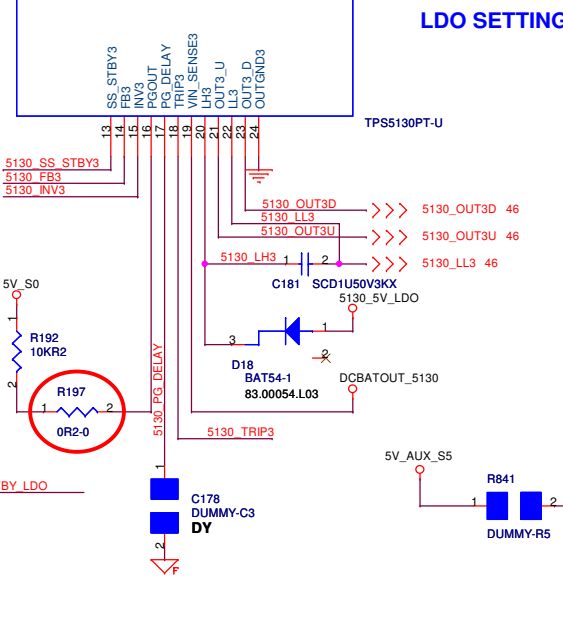 LDO SETTING
SS_STBY3
FB3
INV3
PGOUT
PG_DELAY
TRIP3
VIN_SENSE3
LH3
OUT3_U
LL3
OUT3_D
OUTGND3
TPS5130PT-U
13
14
15
16
17
18
19
20
21
22
23
24
5130_SS_STBY3
5130_FB3
5130_INV3
5130_OUT3D
5130_OUT3D 46
5130_LL3
5130_OUT3U
5130_OUT3U 46
5130_LH3
1
2
5130_LL3 46
C181
SCD1U50V3KX
5V_S0
5130_5V_LDO
1
R192
10KR2
2
3
1
2
D18
BAT54-1
83.00054.L03
5130_PG_DELAY
DCBATOUT_5130
R197
1
2
0R2-0
5130_TRIP3
5V_AUX_S5
1
BY_LDO
C178
DUMMY-C3
DY
2
F
R841
1
2
DUMMY-R5